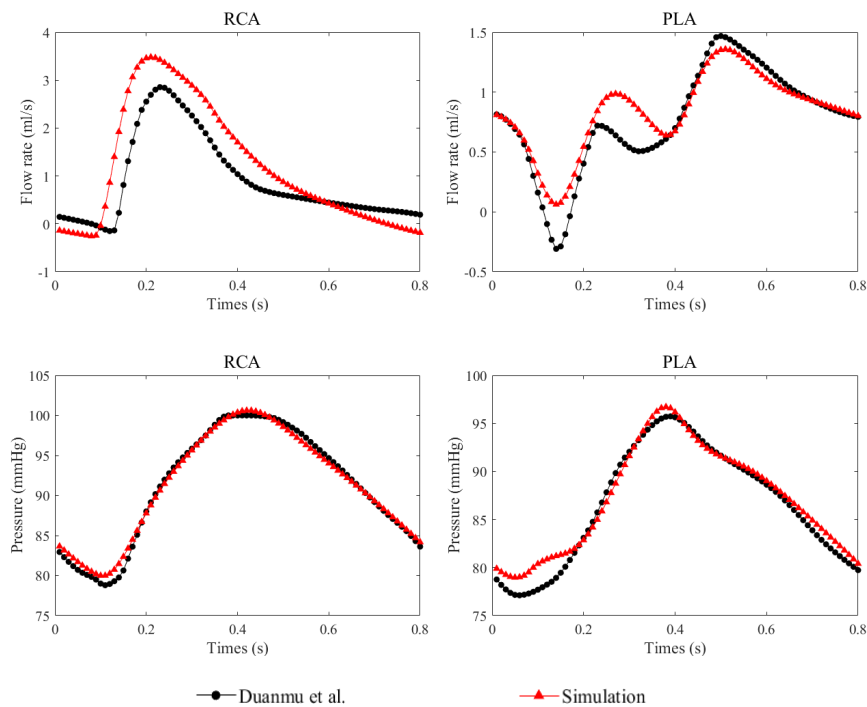 RCA
4
3
2
1
0
-1
Flow rate (ml/s)
0 0.2 0.4 0.6 0.8
Times (s)
PLA
1.5
1
0.5
0
-0.5
Flow rate (ml/s)
0 0.2 0.4 0.6 0.8
Times (s)
RCA
105
100
95
90
85
80
75
Pressure (mmHg)
0 0.2 0.4 0.6 0.8
Times (s)
PLA
100
95
90
85
80
75
Pressure (mmHg)
0 0.2 0.4 0.6 0.8
Times (s)
Duanmu et al. Simulation